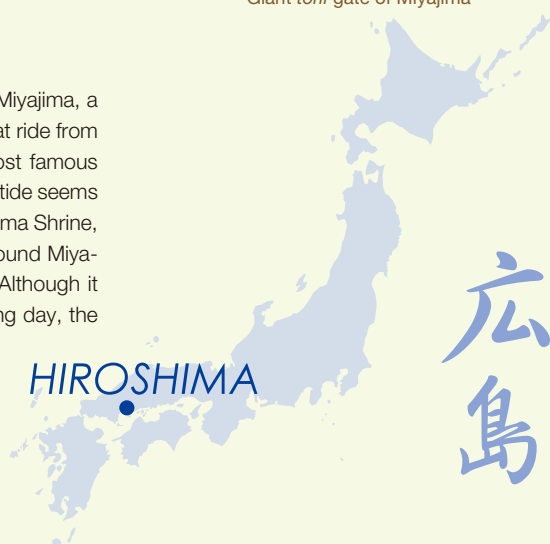 Giant torii gate of Miyajima
Miyajima, a
at ride from
ost famous
tide seems
ma Shrine,
ound Miya-
Although it
ng day, the
HIROSHIMA
広島